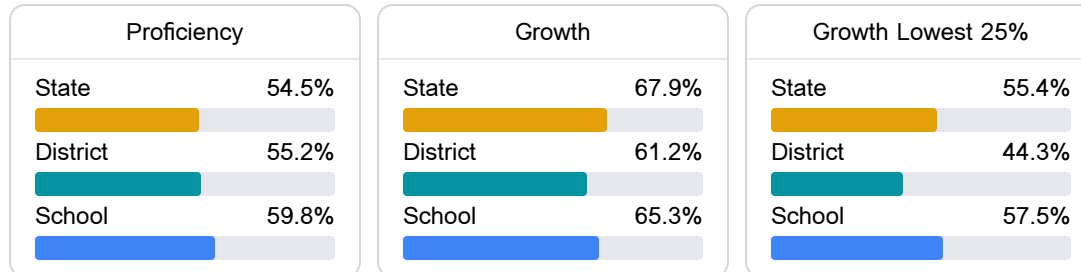 Proficiency
State 54.5%
District 55.2%
School 59.8%
Growth
State 67.9%
District 61.2%
School 65.3%
Growth Lowest 25%
State 55.4%
District 44.3%
School 57.5%